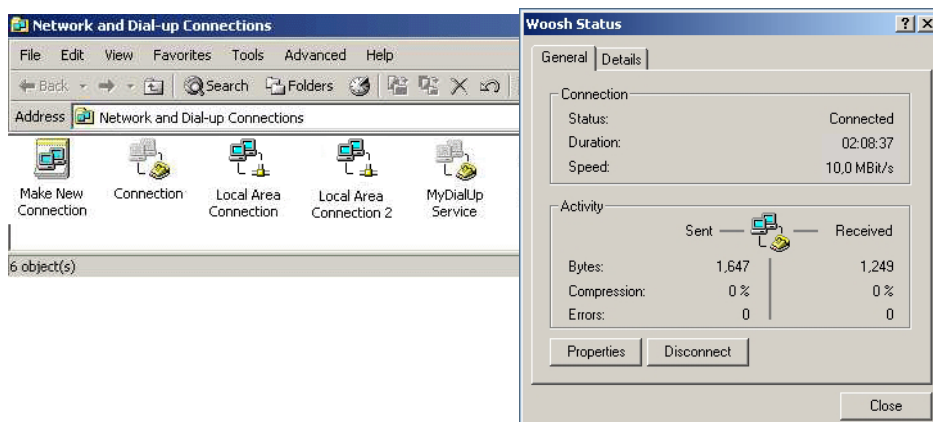 Network and Dial-up Connections
File Edit View Favorites Tools Advanced Help
Back Search Folders
Address Network and Dial-up Connections
Make New Connection
Connection
Local Area Connection
Local Area Connection 2
MyDialUp Service
6 object(s)
Woosh Status
General Details
Connection
Status: Connected
Duration: 02:08:37
Speed: 10,0 MBit/s
Activity
Sent Received
Bytes: 1,647 1,249
Compression: 0 % 0 %
Errors: 0 0
Properties Disconnect
Close